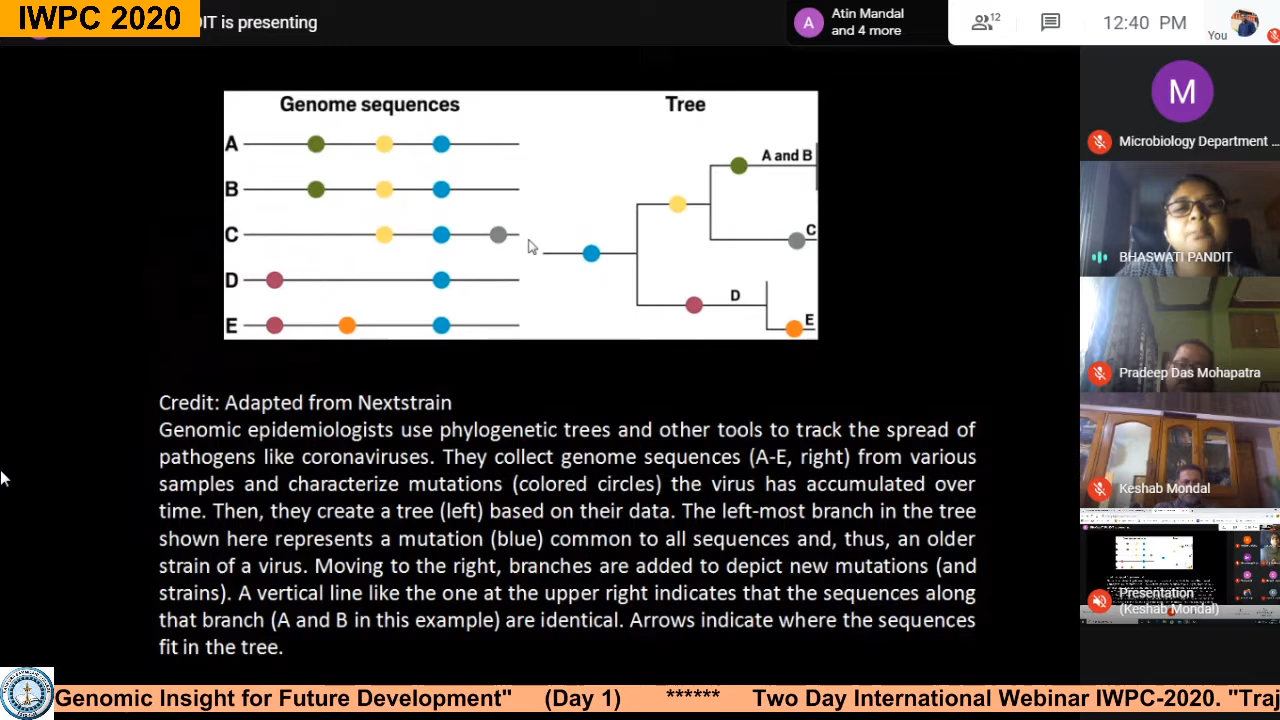 IWPC 2020
DIT is presenting
Atin Mandal
and 4 more
12
12:40 PM
You
Genome sequences
Tree
A
B
C
D
E
A and B
C
D
E
Credit: Adapted from Nextstrain
Genomic epidemiologists use phylogenetic trees and other tools to track the spread of
pathogens like coronaviruses. They collect genome sequences (A-E, right) from various
samples and characterize mutations (colored circles) the virus has accumulated over
time. Then, they create a tree (left) based on their data. The left-most branch in the tree
shown here represents a mutation (blue) common to all sequences and, thus, an older
strain of a virus. Moving to the right, branches are added to depict new mutations (and
strains). A vertical line like the one at the upper right indicates that the sequences along
that branch (A and B in this example) are identical. Arrows indicate where the sequences
fit in the tree.
A
M
Microbiology Department ...
BHASWATI PANDIT
Pradeep Das Mohapatra
Keshab Mondal
Presentation
(Keshab Mondal)
Genomic Insight for Future Development" (Day 1) ****** Two Day International Webinar IWPC-2020. "Traj